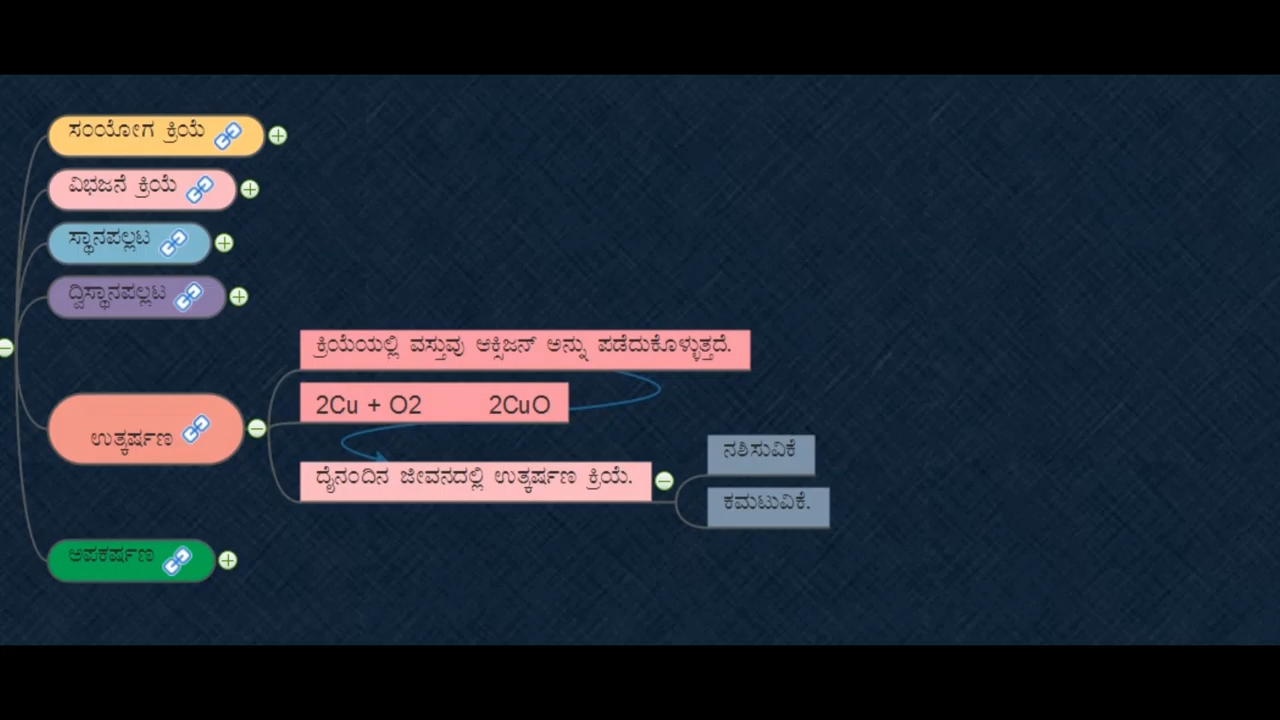 ಸಂಯೋಗ ಕ್ರಿಯೆ
ವಿಭಜನೆ ಕ್ರಿಯೆ
ಸ್ಥಾನಪಲ್ಲಟ
ದ್ವಿಸ್ಥಾನಪಲ್ಲಟ
ಕ್ರಿಯೆಯಲ್ಲಿ ವಸ್ತುವು ಆಕ್ಸಿಜನ್ ಅನ್ನು ಪಡೆದುಕೊಳ್ಳುತ್ತದೆ.
2Cu + O2 2CuO
ಉತ್ಕರ್ಷಣ
ದೈನಂದಿನ ಜೀವನದಲ್ಲಿ ಉತ್ಕರ್ಷಣ ಕ್ರಿಯೆ.
ನಶಿಸುವಿಕೆ
ಕಮಟುವಿಕೆ.
ಅಪಕರ್ಷಣ